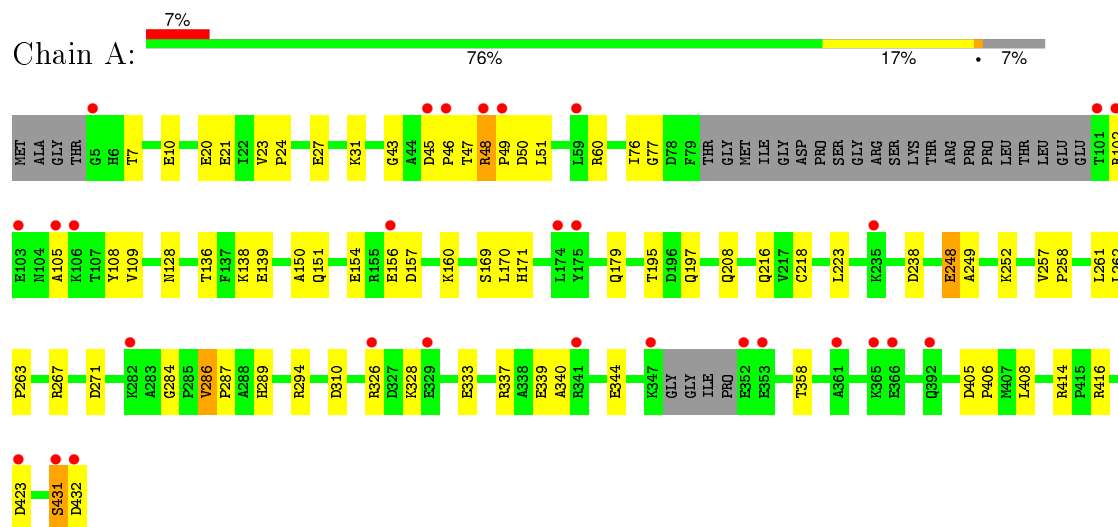 7%
Chain A:
76% 17% • 7%
MET ALA GLY THR G5 H6 T7 E10 E20 E21 I22 V23 P24 E27 K31 G43 A44 D45 P46 T47 R48 P49 D50 L51 L59 R60 I76 G77 D78 F79 THR GLY MET ILE GLY ASP PRO SER GLY ARG SER LYS THR ARG PRO PRO LEU THR LEU GLU GLU T101 R102
E103 N104 A105 K106 T107 Y108 V109 N128 T136 F137 K138 E139 A150 Q151 E154 R155 E156 D157 K160 S169 L170 H171 L174 Y175 Q179 T195 D196 Q197 Q208 Q216 V217 C218 L223 K235 D238 E248 A249 K252 V257 P258 L261 L262
P263 R267 D271 K282 A283 G284 P285 V286 P287 A288 H289 R294 D310 R326 D327 K328 E329 E333 R337 A338 E339 A340 R341 E344 K347 GLY GLY ILE PRO E352 E353 T358 A361 K365 E366 Q392 D405 P406 M407 L408 R414 P415 R416
D423 S431 D432